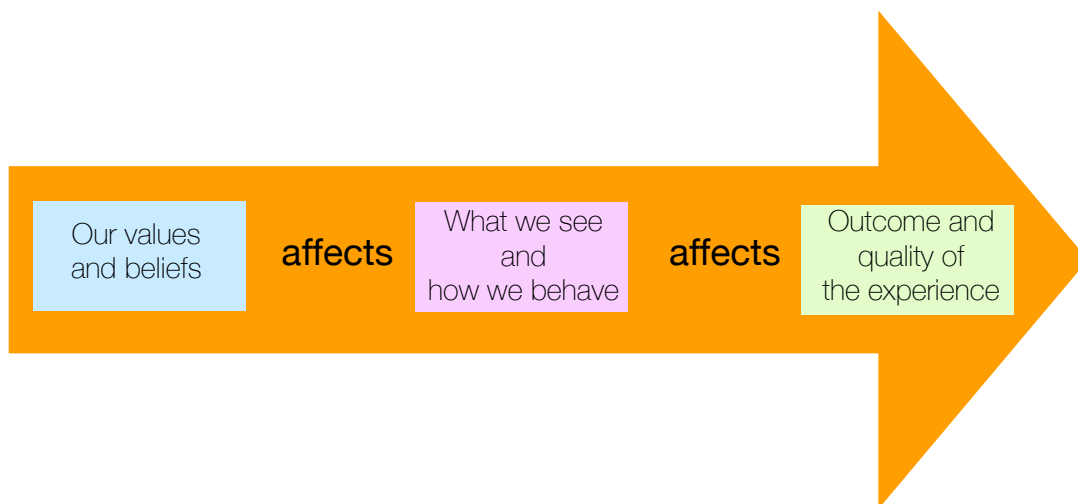 Our values
and beliefs
affects
What we see
and
how we behave
affects
Outcome and
quality of
the experience